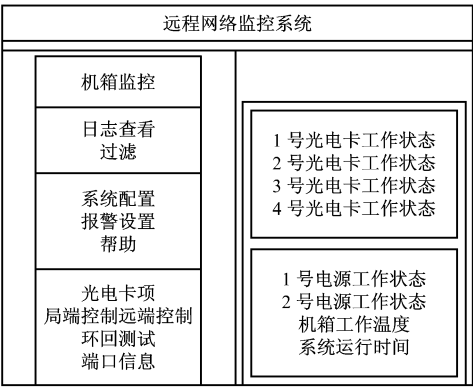 远程网络监控系统
机箱监控
日志查看
过滤
系统配置
报警设置
帮助
光电卡项
局端控制远端控制
环回测试
端口信息
1 号光电卡工作状态
2 号光电卡工作状态
3 号光电卡工作状态
4 号光电卡工作状态
1 号电源工作状态
2 号电源工作状态
机箱工作温度
系统运行时间